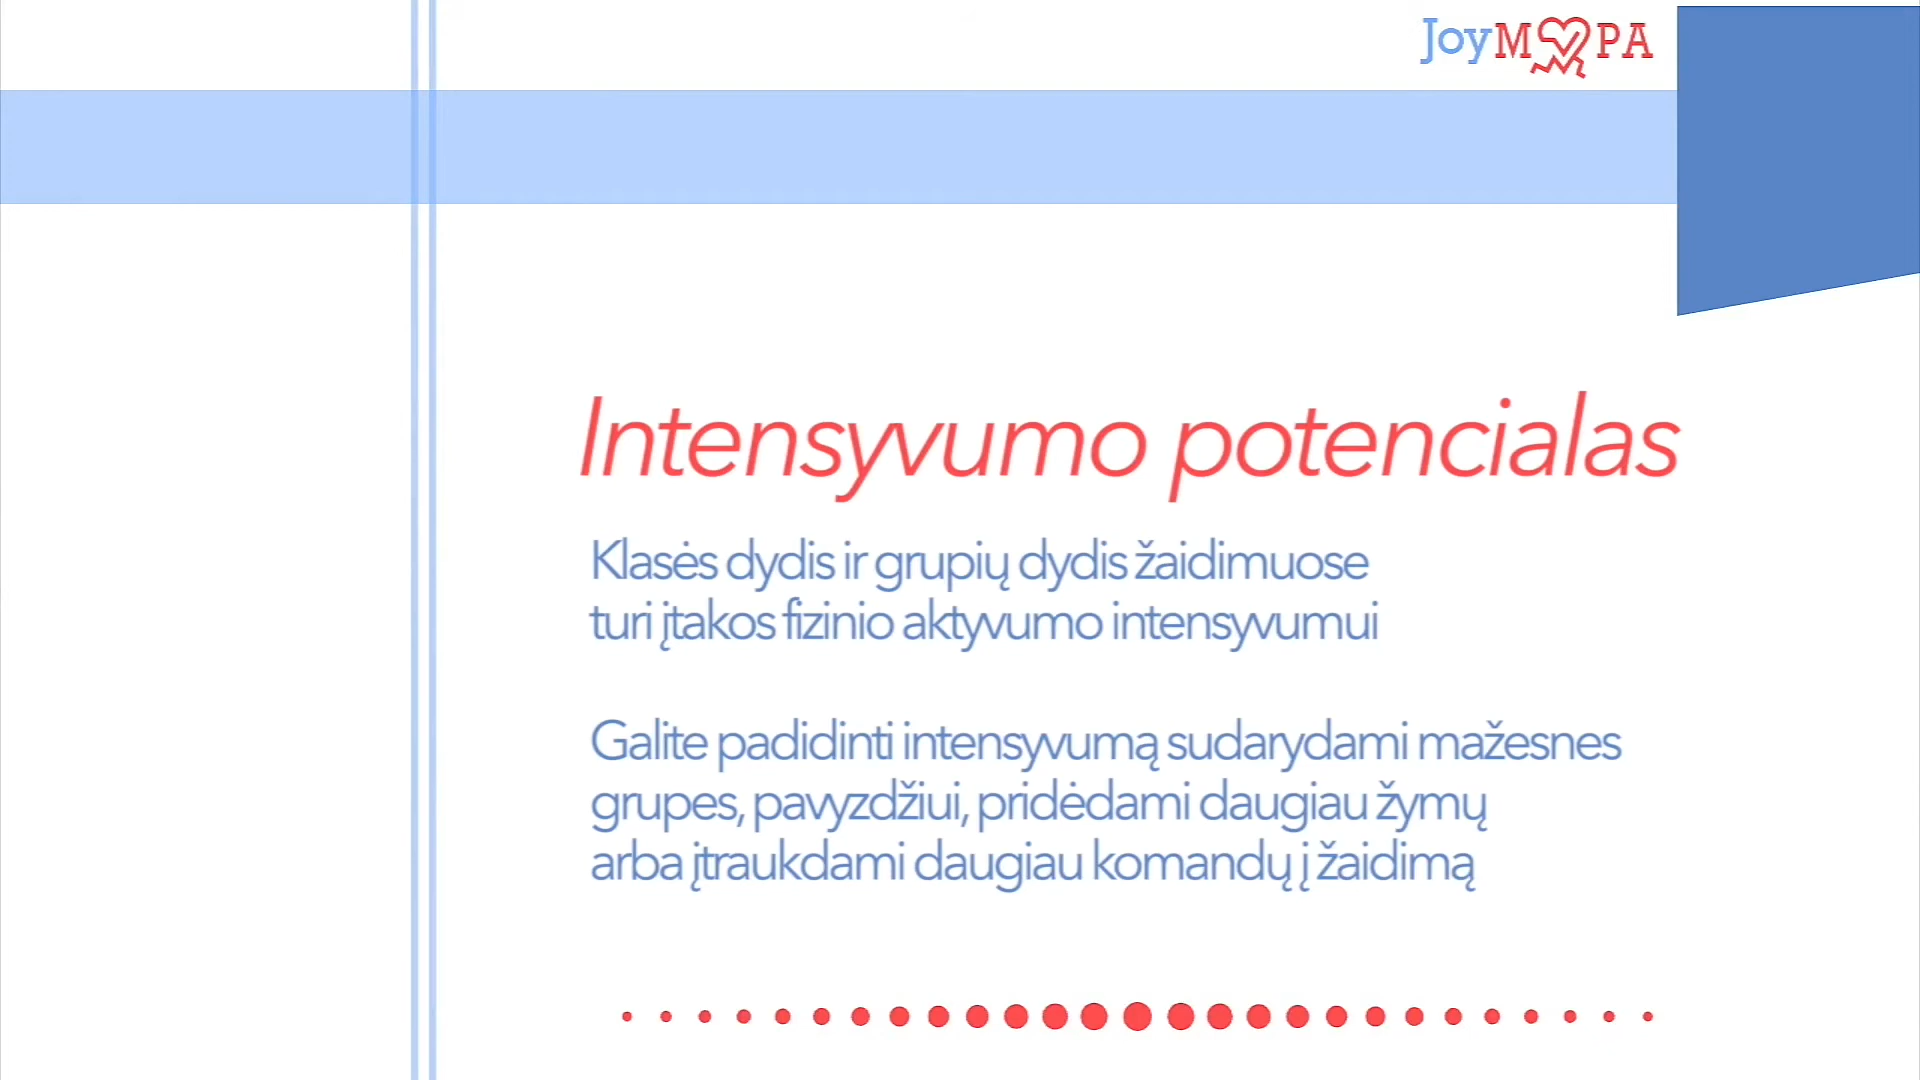 JoyMVPA
Intensyvumo potencialas
Klasės dydis ir grupių dydis žaidimuose
turi įtakos fizinio aktyvumo intensyvumui
Galite padidinti intensyvumą sudarydami mažesnes
grupes, pavyzdžiui, pridėdami daugiau žymų
arba įtraukdami daugiau komandų į žaidimą